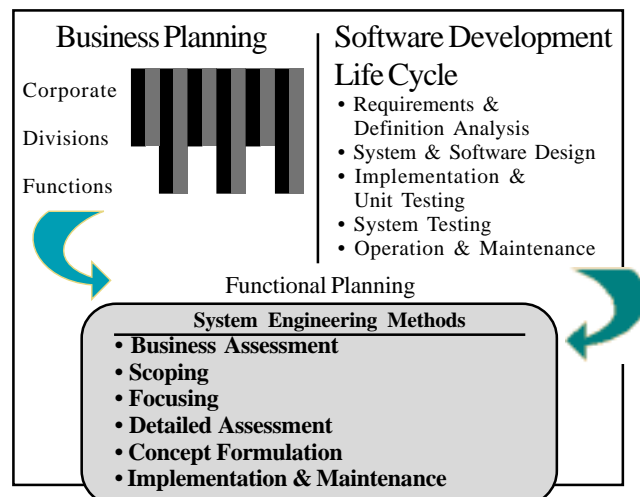 Business Planning
Corporate
Divisions
Functions
Software Development
Life Cycle
• Requirements &
Definition Analysis
• System & Software Design
• Implementation &
Unit Testing
• System Testing
• Operation & Maintenance
Functional Planning
System Engineering Methods
• Business Assessment
• Scoping
• Focusing
• Detailed Assessment
• Concept Formulation
• Implementation & Maintenance